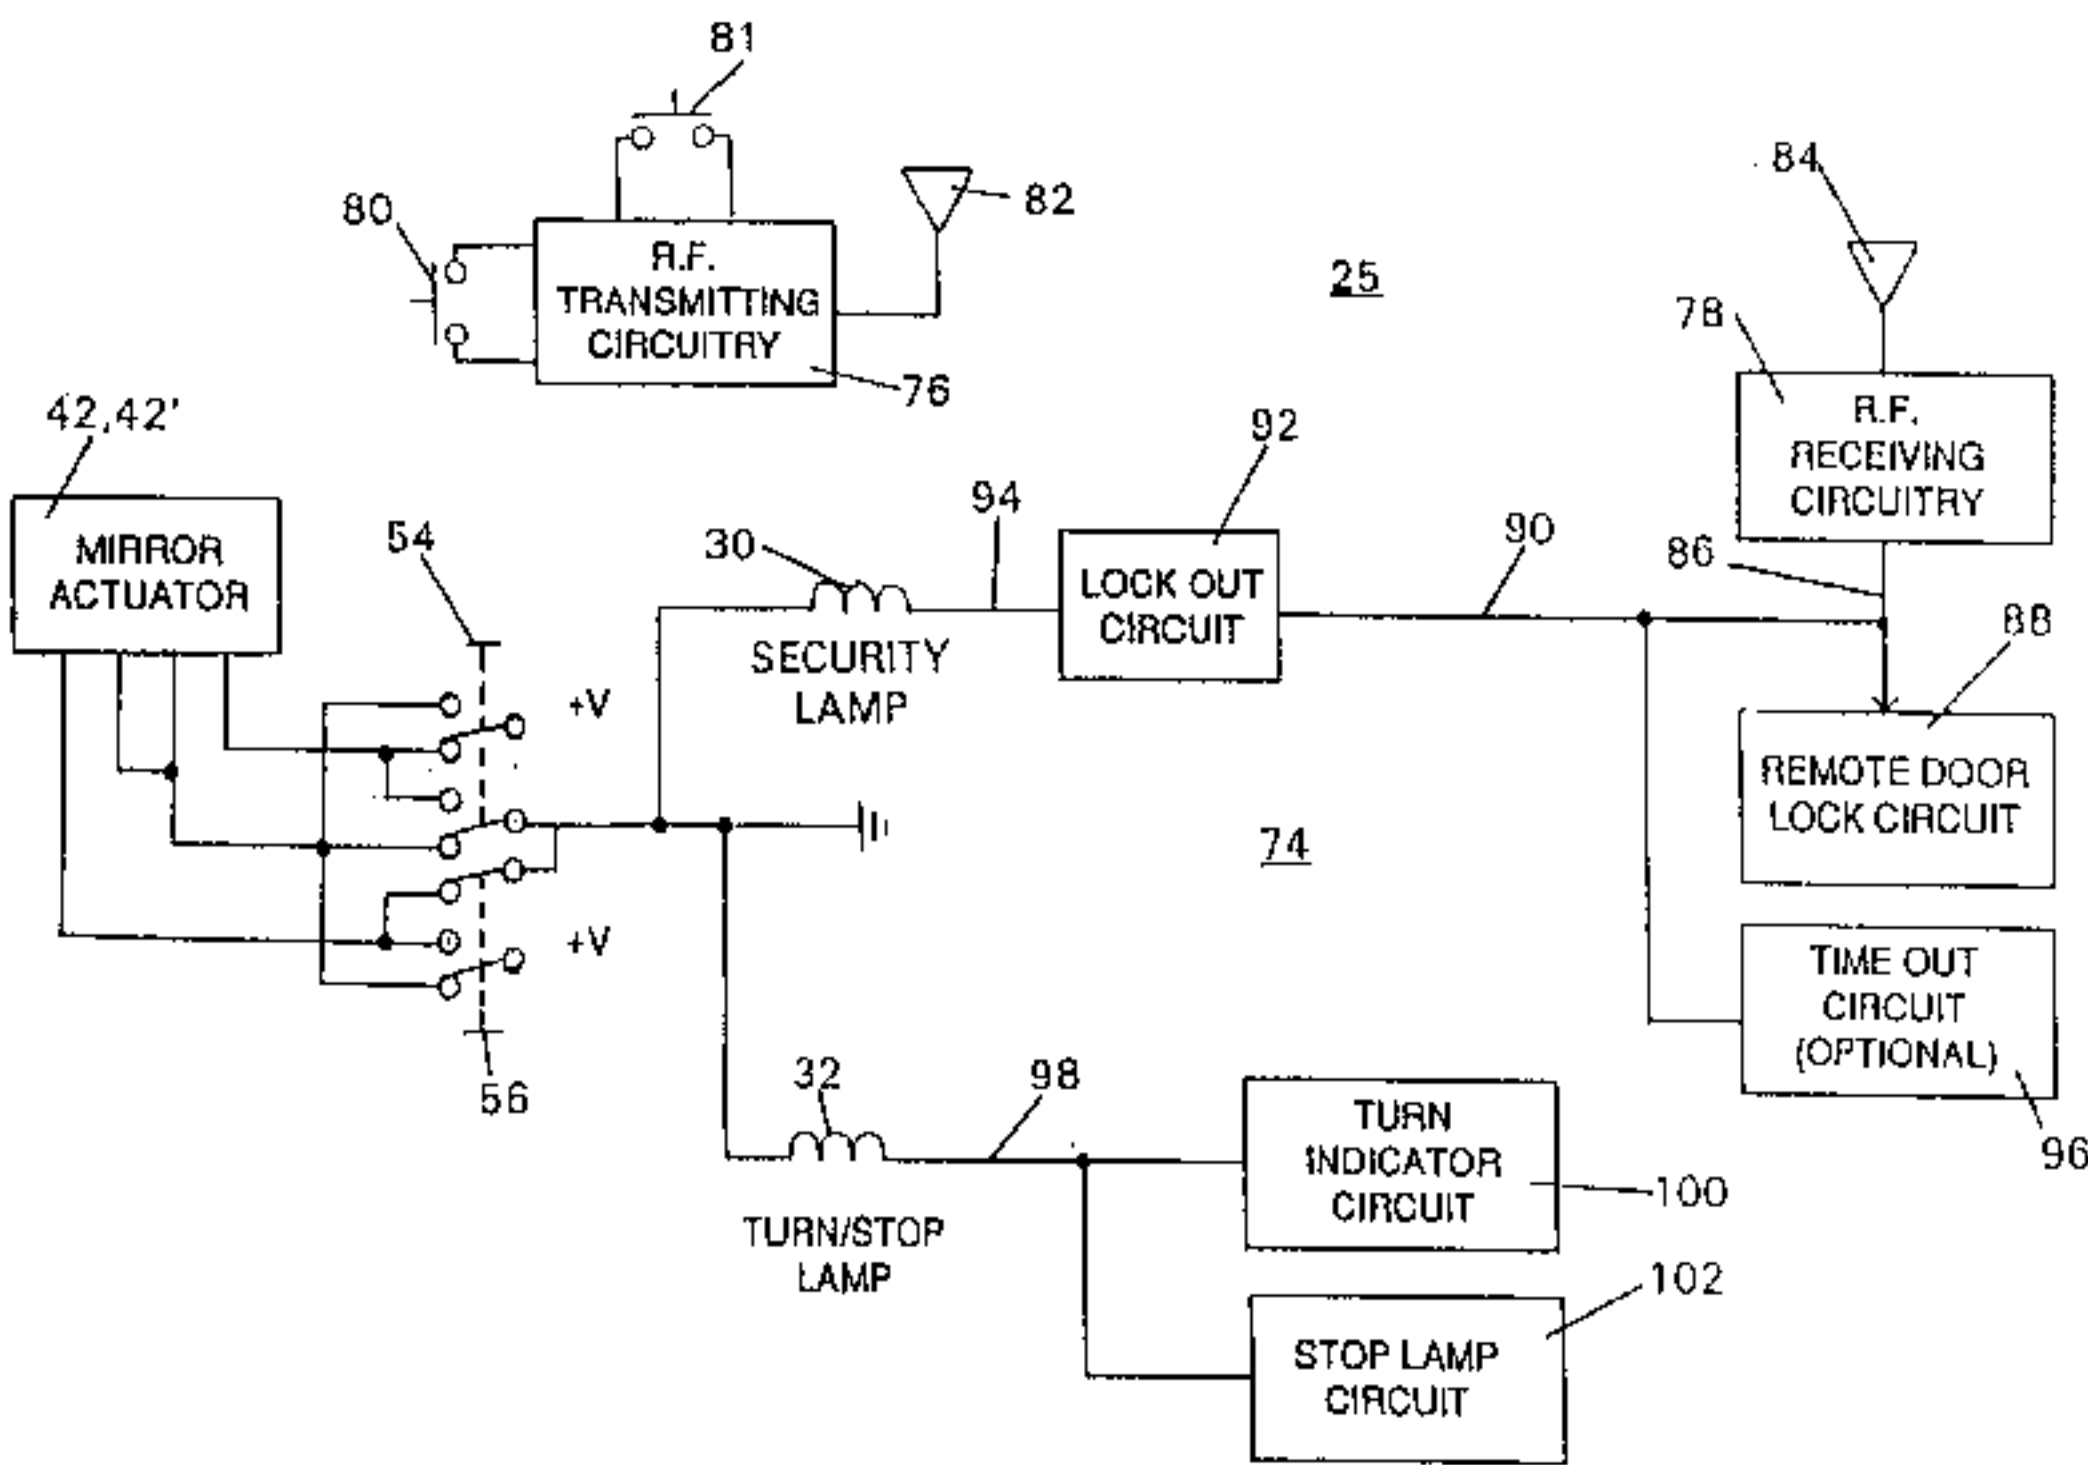 81
84
80
82
R.F.
TRANSMITTING
CIRCUITRY
25
78
76
42,42'
92
R.F.
RECEIVING
CIRCUITRY
94
54
30
90
86
MIRROR
ACTUATOR
LOCK OUT
CIRCUIT
88
SECURITY
LAMP
+V
REMOTE DOOR
LOCK CIRCUIT
74
+V
TIME OUT
CIRCUIT
(OPTIONAL)
56
32
98
96
TURN
INDICATOR
CIRCUIT
100
TURN/STOP
LAMP
102
STOP LAMP
CIRCUIT